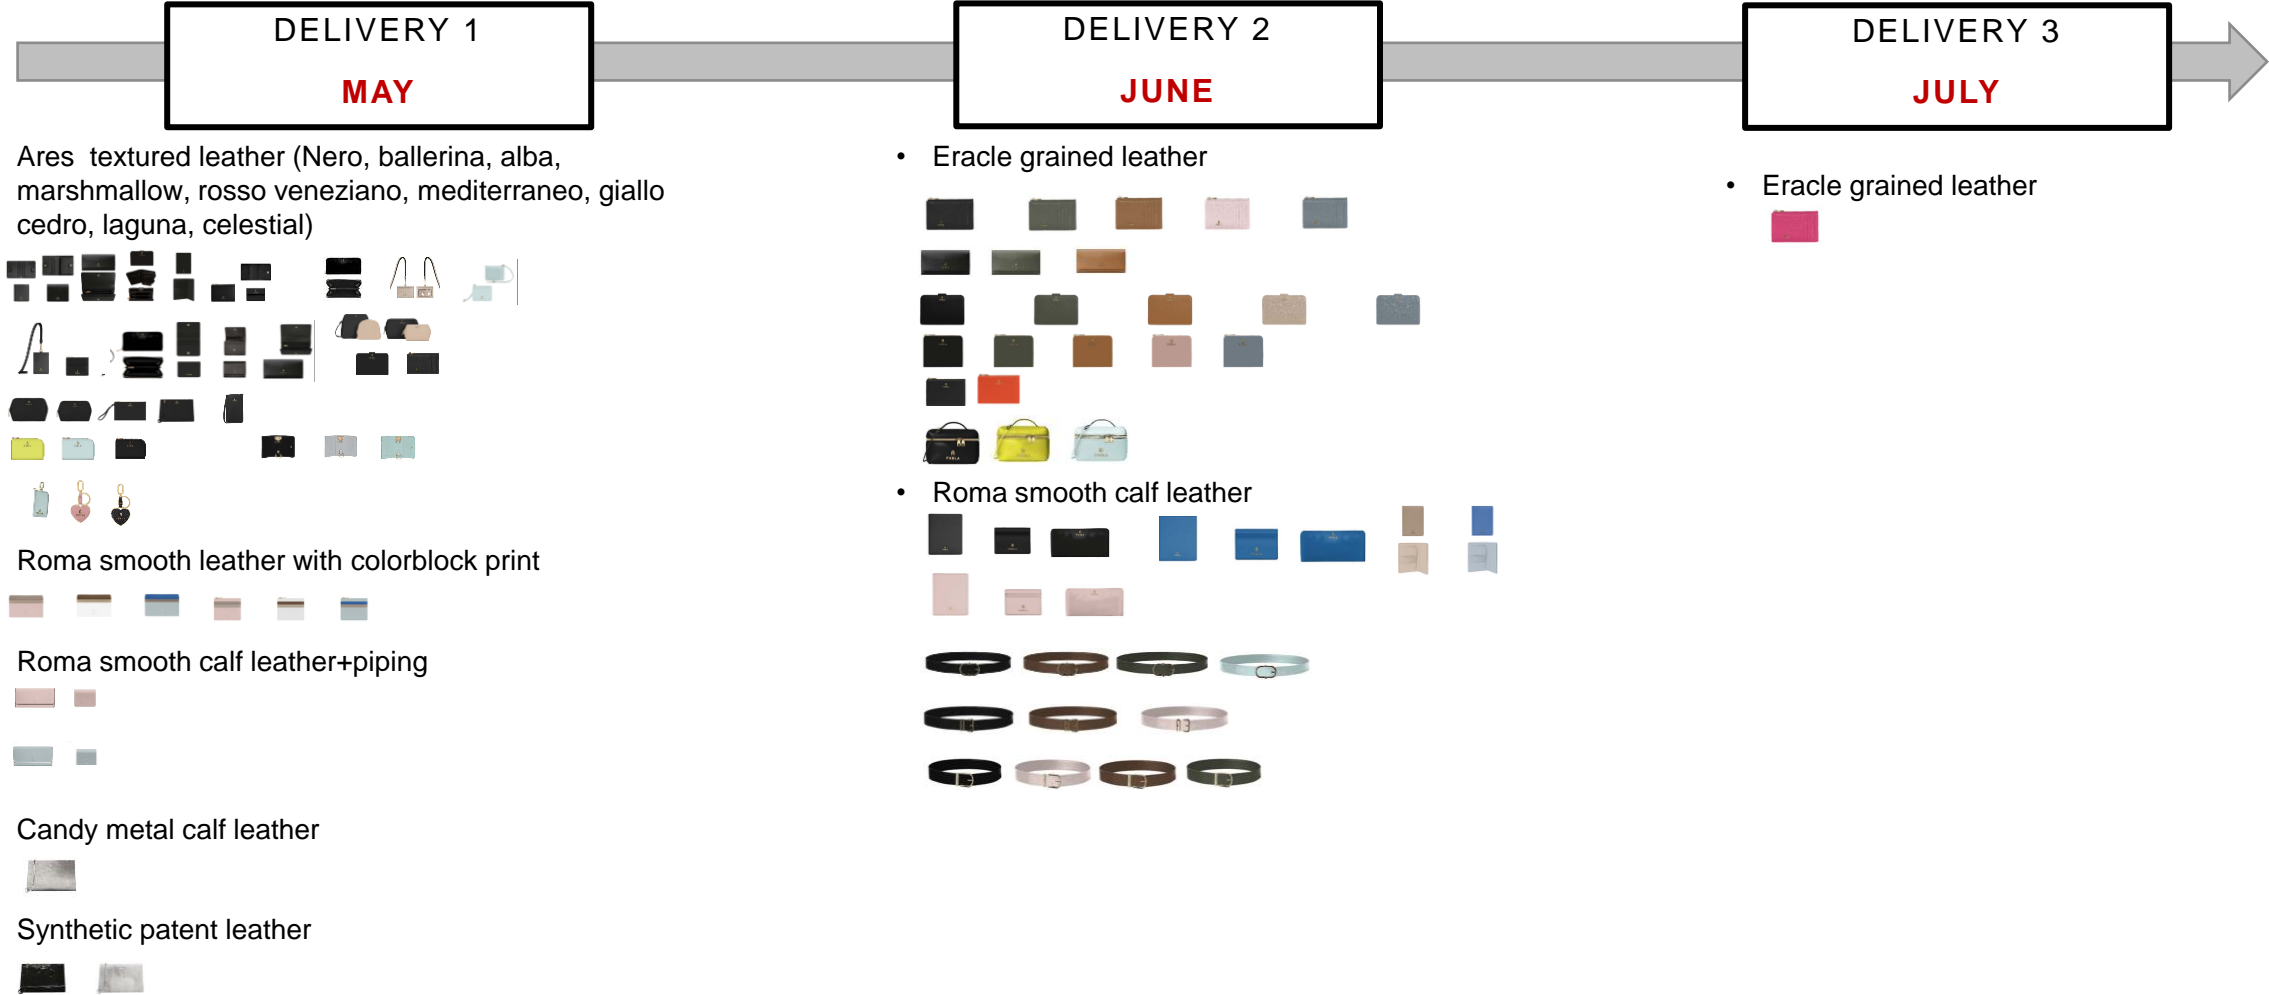 DELIVERY 1
MAY
DELIVERY 2
JUNE
DELIVERY 3
JULY
Ares  textured leather (Nero, ballerina, alba,
marshmallow, rosso veneziano, mediterraneo, giallo
cedro, laguna, celestial)
Roma smooth leather with colorblock print
Roma smooth calf leather+piping
Candy metal calf leather
Synthetic patent leather
• Eracle grained leather
• Roma smooth calf leather
• Eracle grained leather